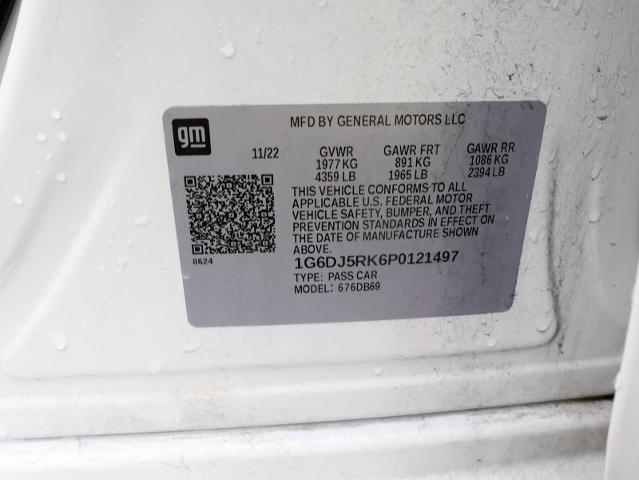 gm
MFD BY GENERAL MOTORS LLC
11/22 GVWR GAWR FRT GAWR RR
1977 KG 891 KG 1086 KG
4359 LB 1965 LB 2394 LB
THIS VEHICLE CONFORMS TO ALL
APPLICABLE U.S. FEDERAL MOTOR
VEHICLE SAFETY, BUMPER, AND THEFT
PREVENTION STANDARDS IN EFFECT ON
THE DATE OF MANUFACTURE SHOWN
ABOVE.
8624
1G6DJ5RK6P0121497
TYPE: PASS CAR
MODEL: 676DB69